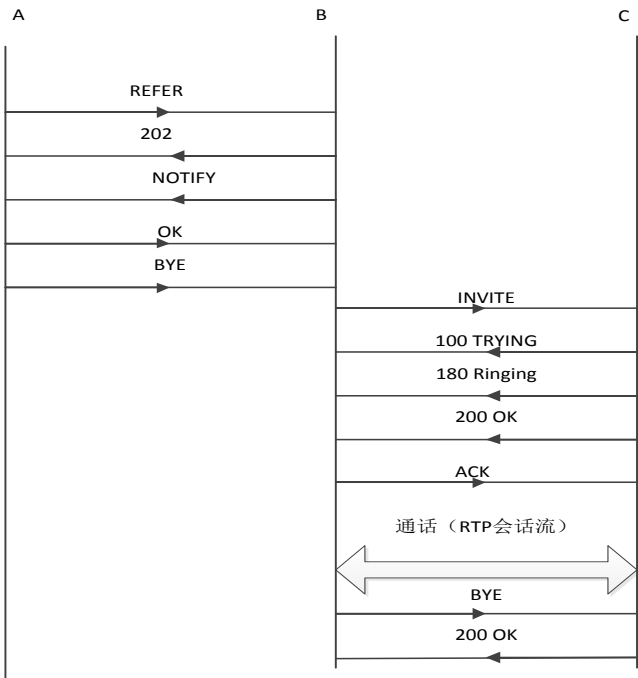 A
B
C
REFER
202
NOTIFY
OK
BYE
INVITE
100 TRYING
180 Ringing
200 OK
ACK
通话（RTP会话流）
BYE
200 OK